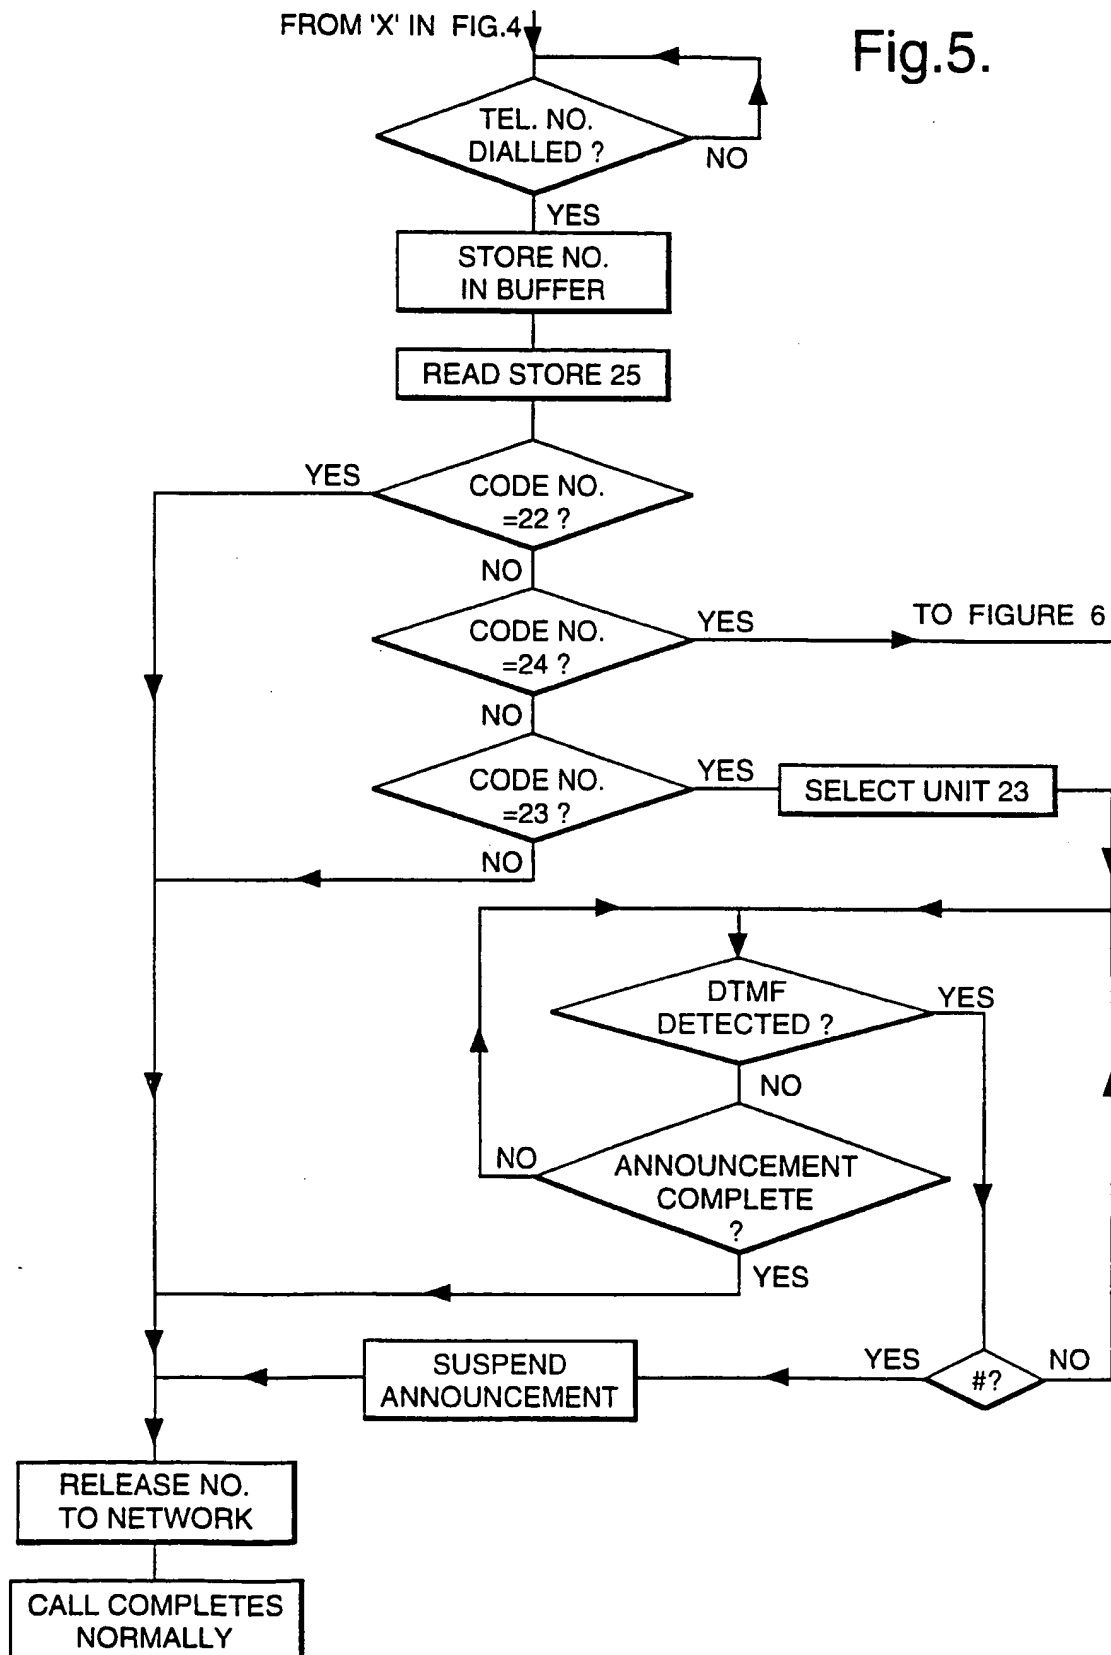 FROM 'X' IN FIG.4
Fig.5.
TEL. NO.
DIALLED ?
NO
YES
STORE NO.
IN BUFFER
READ STORE 25
YES
CODE NO.
=22 ?
NO
TO FIGURE 6
CODE NO.
=24 ?
YES
NO
CODE NO.
=23 ?
YES
SELECT UNIT 23
NO
DTMF
DETECTED ?
YES
NO
NO
ANNOUNCEMENT
COMPLETE
?
YES
SUSPEND
ANNOUNCEMENT
YES
#?
NO
RELEASE NO.
TO NETWORK
CALL COMPLETES
NORMALLY